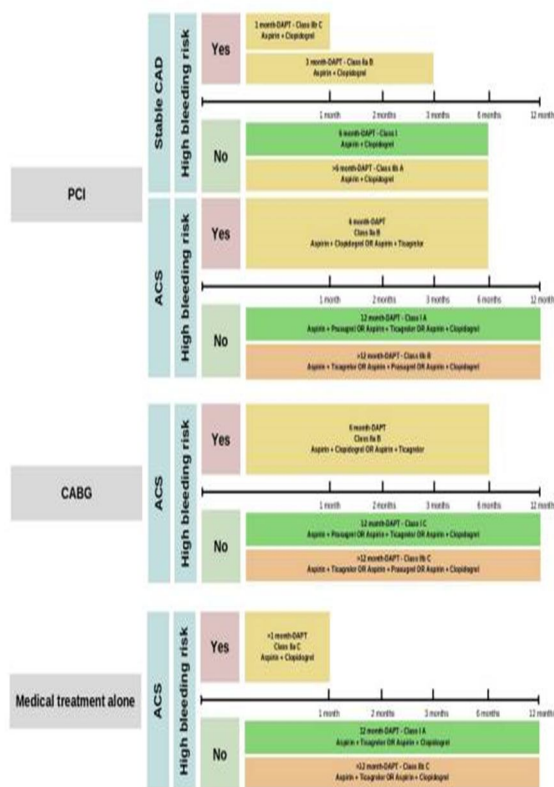 PCI
Stable CAD
High bleeding risk
Yes
1 month-DAPT - Class IIb C
Aspirin + Clopidogrel
3 month-DAPT - Class IIa B
Aspirin + Clopidogrel
1 month
2 months
3 months
6 months
12 month
No
6 month-DAPT - Class I
Aspirin + Clopidogrel
>6 month-DAPT - Class IIb A
Aspirin + Clopidogrel
ACS
High bleeding risk
Yes
6 month-DAPT
Class IIa B
Aspirin + Clopidogrel OR Aspirin + Ticagrelor
1 month
2 months
3 months
6 months
12 month
No
12 month-DAPT - Class I A
Aspirin + Prasugrel OR Aspirin + Ticagrelor OR Aspirin + Clopidogrel
>12 month-DAPT - Class IIb B
Aspirin + Ticagrelor OR Aspirin + Prasugrel OR Aspirin + Clopidogrel
CABG
ACS
High bleeding risk
Yes
6 month-DAPT
Class IIa B
Aspirin + Clopidogrel OR Aspirin + Ticagrelor
1 month
2 months
3 months
6 months
12 month
No
12 month-DAPT - Class I C
Aspirin + Prasugrel OR Aspirin + Ticagrelor OR Aspirin + Clopidogrel
>12 month-DAPT - Class IIb C
Aspirin + Ticagrelor OR Aspirin + Prasugrel OR Aspirin + Clopidogrel
Medical treatment alone
ACS
High bleeding risk
Yes
>1 month-DAPT
Class IIa C
Aspirin + Clopidogrel
1 month
2 months
3 months
6 months
12 month
No
12 month-DAPT - Class I A
Aspirin + Ticagrelor OR Aspirin + Clopidogrel
>12 month-DAPT - Class IIb C
Aspirin + Ticagrelor OR Aspirin + Clopidogrel